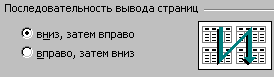 Последовательность вывода страниц
вниз, затем вправо
вправо, затем вниз